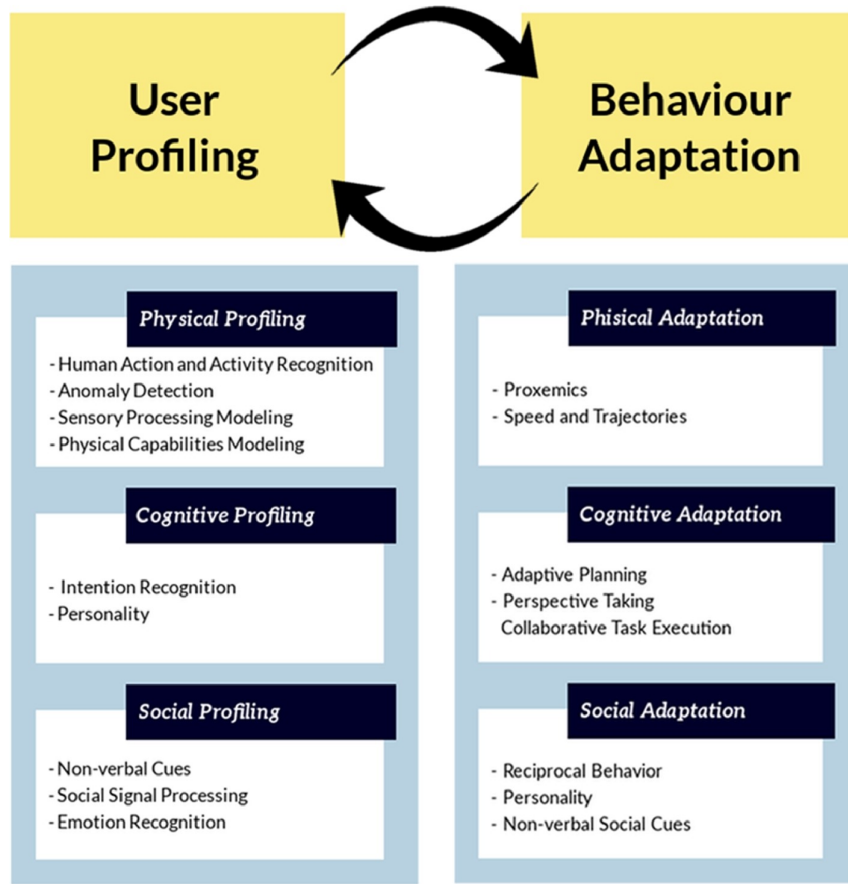 User
Profiling
Behaviour
Adaptation
Physical Profiling
- Human Action and Activity Recognition
- Anomaly Detection
- Sensory Processing Modeling
- Physical Capabilities Modeling
Cognitive Profiling
- Intention Recognition
- Personality
Social Profiling
- Non-verbal Cues
- Social Signal Processing
- Emotion Recognition
Phisical Adaptation
- Proxemics
- Speed and Trajectories
Cognitive Adaptation
- Adaptive Planning
- Perspective Taking
Collaborative Task Execution
Social Adaptation
- Reciprocal Behavior
- Personality
- Non-verbal Social Cues